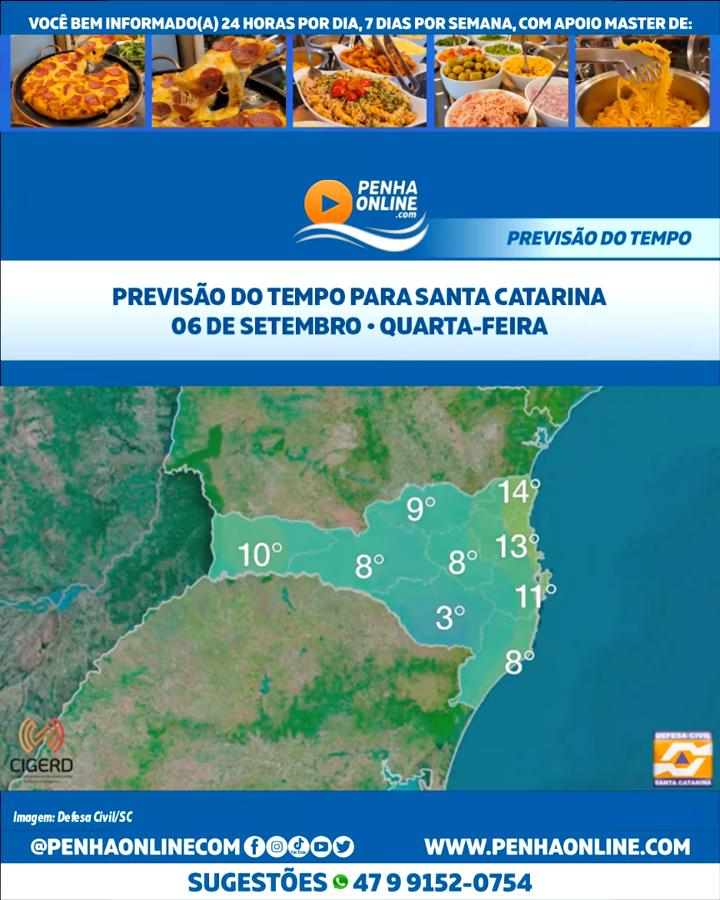 VOCÊ BEM INFORMADO(A) 24 HORAS POR DIA, 7 DIAS POR SEMANA, COM APOIO MASTER DE:
PENHA
ONLINE
.com
PREVISÃO DO TEMPO
PREVISÃO DO TEMPO PARA SANTA CATARINA
06 DE SETEMBRO • QUARTA-FEIRA
14°
9°
13°
10°
8°
8°
11°
3°
8°
CIGERD
DEFESA CIVIL
SANTA CATARINA
Imagem: Defesa Civil/SC
@PENHAONLINECOM
WWW.PENHAONLINE.COM
SUGESTÕES 47 9 9152-0754